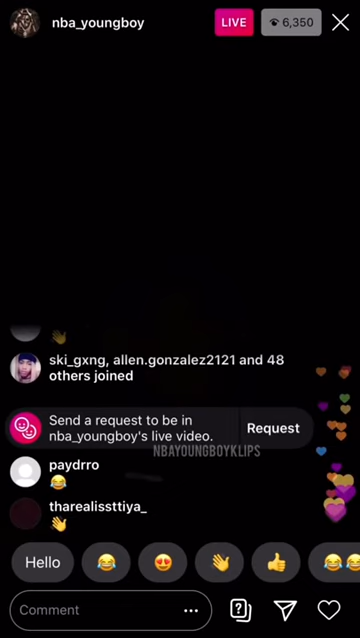 nba_youngboy
LIVE
6,350
👋
ski_gxng, allen.gonzalez2121 and 48
others joined
Send a request to be in
nba_youngboy's live video.
Request
NBAYOUNGBOYKLIPS
paydrro
😂
tharealissttiya_
👋
Hello
Comment